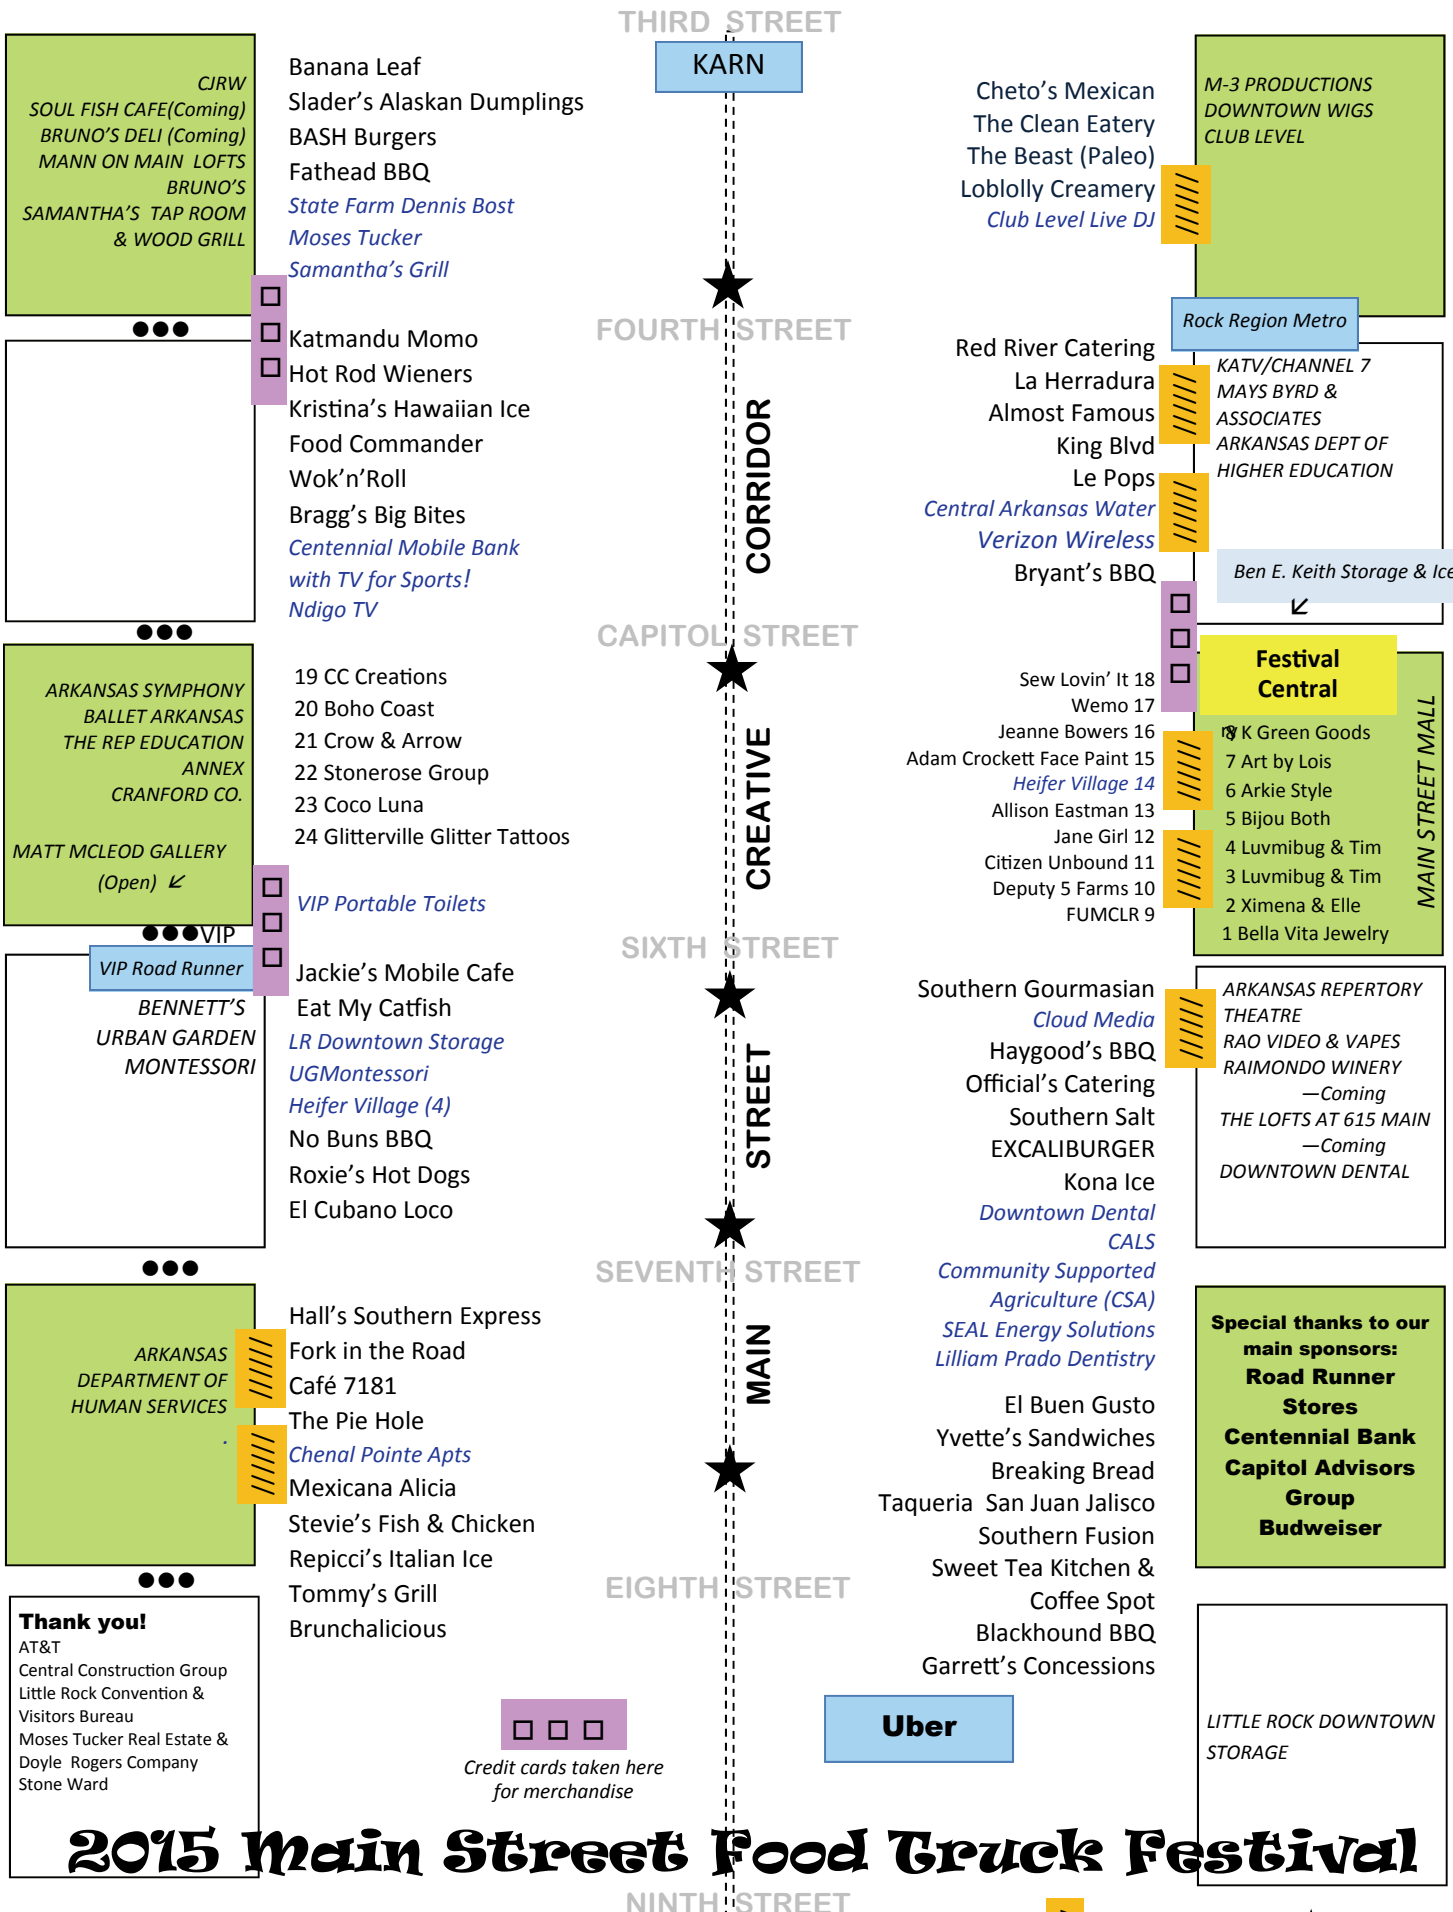 THIRD STREET
KARN
CJRW
SOUL FISH CAFE(Coming)
BRUNO'S DELI (Coming)
MANN ON MAIN LOFTS
BRUNO'S
SAMANTHA'S TAP ROOM
& WOOD GRILL
Banana Leaf
Slader's Alaskan Dumplings
BASH Burgers
Fathead BBQ
State Farm Dennis Bost
Moses Tucker
Samantha's Grill
Cheto's Mexican
The Clean Eatery
The Beast (Paleo)
Loblolly Creamery
Club Level Live DJ
M-3 PRODUCTIONS
DOWNTOWN WIGS
CLUB LEVEL
FOURTH STREET
Rock Region Metro
Katmandu Momo
Hot Rod Wieners
Kristina's Hawaiian Ice
Food Commander
Wok'n'Roll
Bragg's Big Bites
Centennial Mobile Bank
with TV for Sports!
Ndigo TV
CORRIDOR
Red River Catering
La Herradura
Almost Famous
King Blvd
Le Pops
Central Arkansas Water
Verizon Wireless
Bryant's BBQ
KATV/CHANNEL 7
MAYS BYRD &
ASSOCIATES
ARKANSAS DEPT OF
HIGHER EDUCATION
Ben E. Keith Storage & Ice
CAPITOL STREET
ARKANSAS SYMPHONY
BALLET ARKANSAS
THE REP EDUCATION
ANNEX
CRANFORD CO.
MATT MCLEOD GALLERY
(Open)
19 CC Creations
20 Boho Coast
21 Crow & Arrow
22 Stonerose Group
23 Coco Luna
24 Glitterville Glitter Tattoos
VIP Portable Toilets
CREATIVE
Sew Lovin' It 18
Wemo 17
Jeanne Bowers 16
Adam Crockett Face Paint 15
Heifer Village 14
Allison Eastman 13
Jane Girl 12
Citizen Unbound 11
Deputy 5 Farms 10
FUMCLR 9
Festival
Central
8 K Green Goods
7 Art by Lois
6 Arkie Style
5 Bijou Both
4 Luvmibug & Tim
3 Luvmibug & Tim
2 Ximena & Elle
1 Bella Vita Jewelry
MAIN STREET MALL
SIXTH STREET
VIP
VIP Road Runner
BENNETT'S
URBAN GARDEN
MONTESSORI
Jackie's Mobile Cafe
Eat My Catfish
LR Downtown Storage
UGMontessori
Heifer Village (4)
No Buns BBQ
Roxie's Hot Dogs
El Cubano Loco
STREET
Southern Gourmasian
Cloud Media
Haygood's BBQ
Official's Catering
Southern Salt
EXCALIBURGER
Kona Ice
Downtown Dental
CALS
Community Supported
Agriculture (CSA)
SEAL Energy Solutions
Lilliam Prado Dentistry
ARKANSAS REPERTORY
THEATRE
RAO VIDEO & VAPES
RAIMONDO WINERY
—Coming
THE LOFTS AT 615 MAIN
—Coming
DOWNTOWN DENTAL
SEVENTH STREET
ARKANSAS
DEPARTMENT OF
HUMAN SERVICES
.
Hall's Southern Express
Fork in the Road
Café 7181
The Pie Hole
Chenal Pointe Apts
Mexicana Alicia
Stevie's Fish & Chicken
Repicci's Italian Ice
Tommy's Grill
Brunchalicious
MAIN
El Buen Gusto
Yvette's Sandwiches
Breaking Bread
Taqueria San Juan Jalisco
Southern Fusion
Sweet Tea Kitchen &
Coffee Spot
Blackhound BBQ
Garrett's Concessions
Special thanks to our
main sponsors:
Road Runner
Stores
Centennial Bank
Capitol Advisors
Group
Budweiser
EIGHTH STREET
Thank you!
AT&T
Central Construction Group
Little Rock Convention &
Visitors Bureau
Moses Tucker Real Estate &
Doyle Rogers Company
Stone Ward
Credit cards taken here
for merchandise
Uber
LITTLE ROCK DOWNTOWN
STORAGE
2015 Main Street Food Truck Festival
NINTH STREET